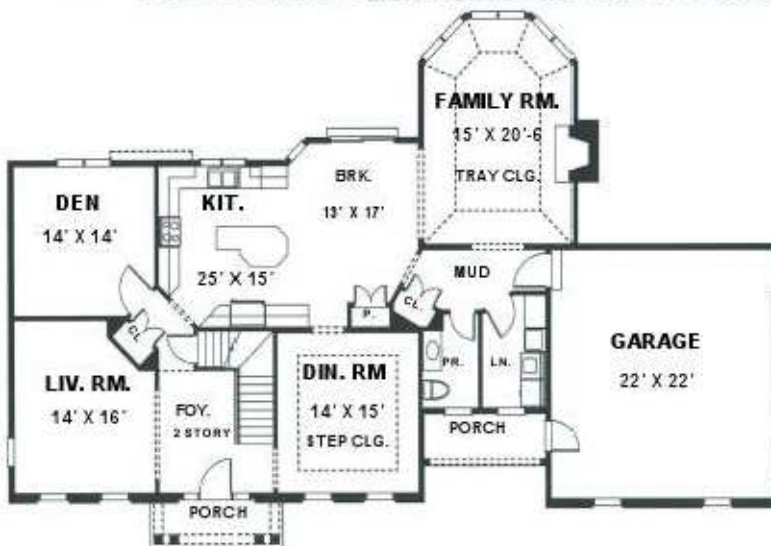 FAMILY RM.
15' X 20'-6
TRAY CLG.
BRK.
13' X 17'
KIT.
25' X 15'
DEN
14' X 14'
MUD
CL.
P.
CL
LIV. RM.
14' X 16'
FOY.
2 STORY
DIN. RM
14' X 15'
STEP CLG.
PR.
LN.
GARAGE
22' X 22'
PORCH
PORCH